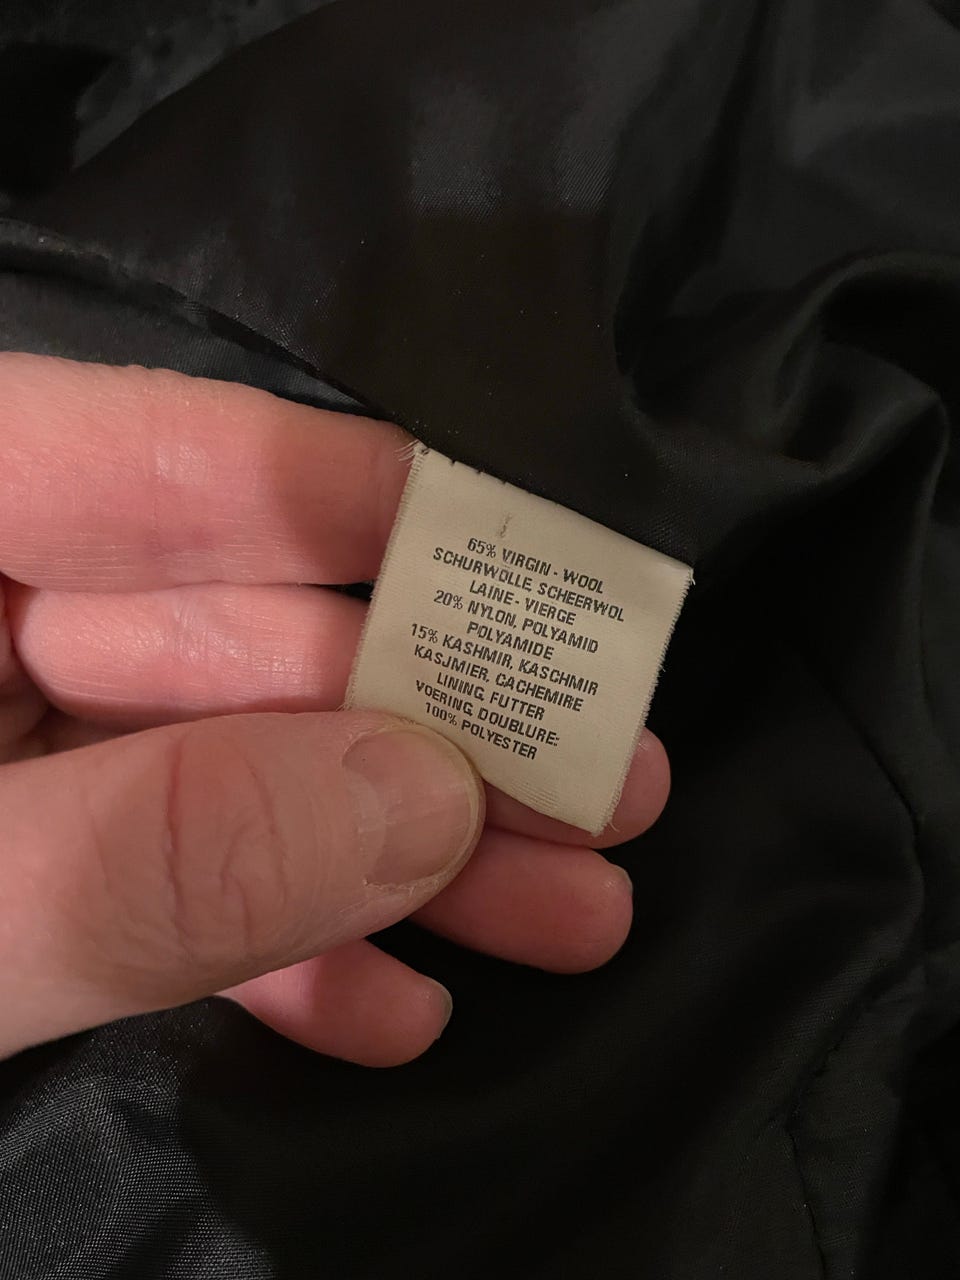 65% VIRGIN - WOOL
SCHURWOLLE, SCHEERWOL
LAINE - VIERGE
20% NYLON, POLYAMID
POLYAMIDE
15% KASHMIR, KASCHMIR
KASJMIER, CACHEMIRE
LINING, FUTTER
VOERING, DOUBLURE:
100% POLYESTER